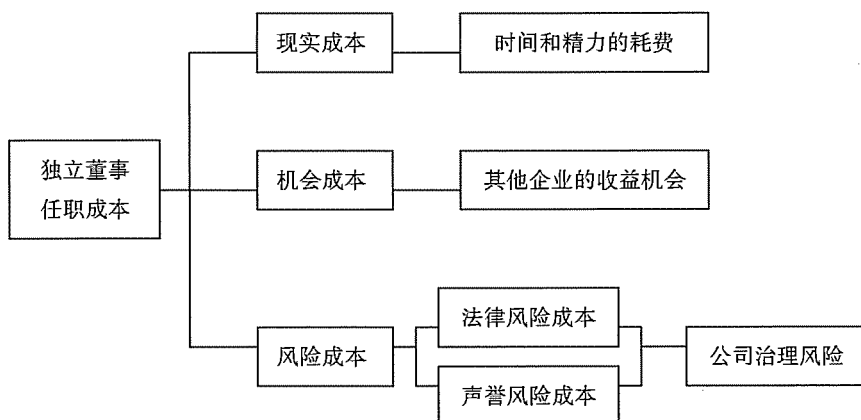 现实成本
时间和精力的耗费
独立董事
任职成本
机会成本
其他企业的收益机会
风险成本
法律风险成本
声誉风险成本
公司治理风险